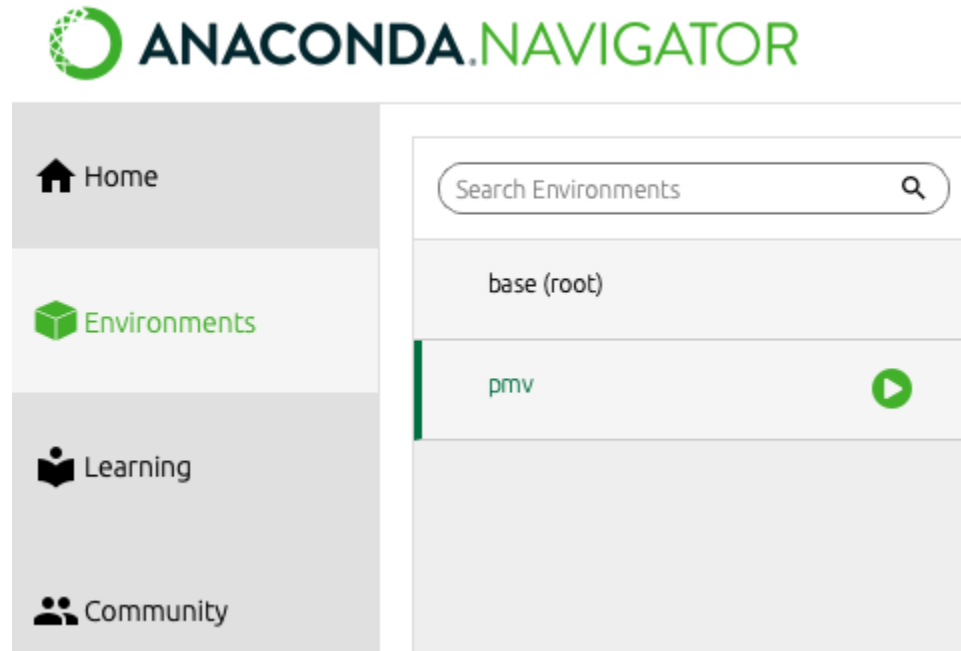 ANACONDA.NAVIGATOR
Home
Search Environments
base (root)
Environments
pmv
Learning
Community